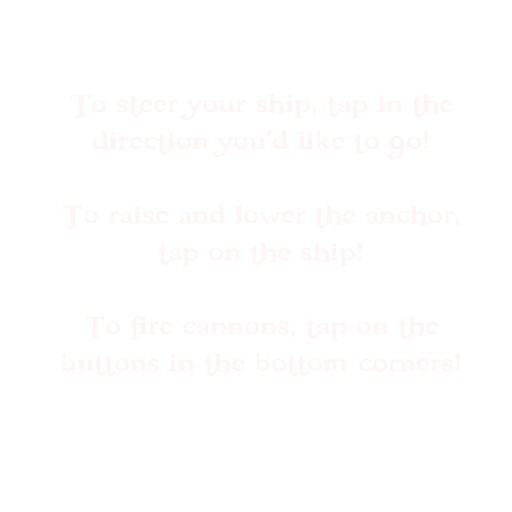 To steer your ship, tap in the
direction you'd like to go!
To raise and lower the anchor,
tap on the ship!
To fire cannons, tap on the
buttons in the bottom corners!